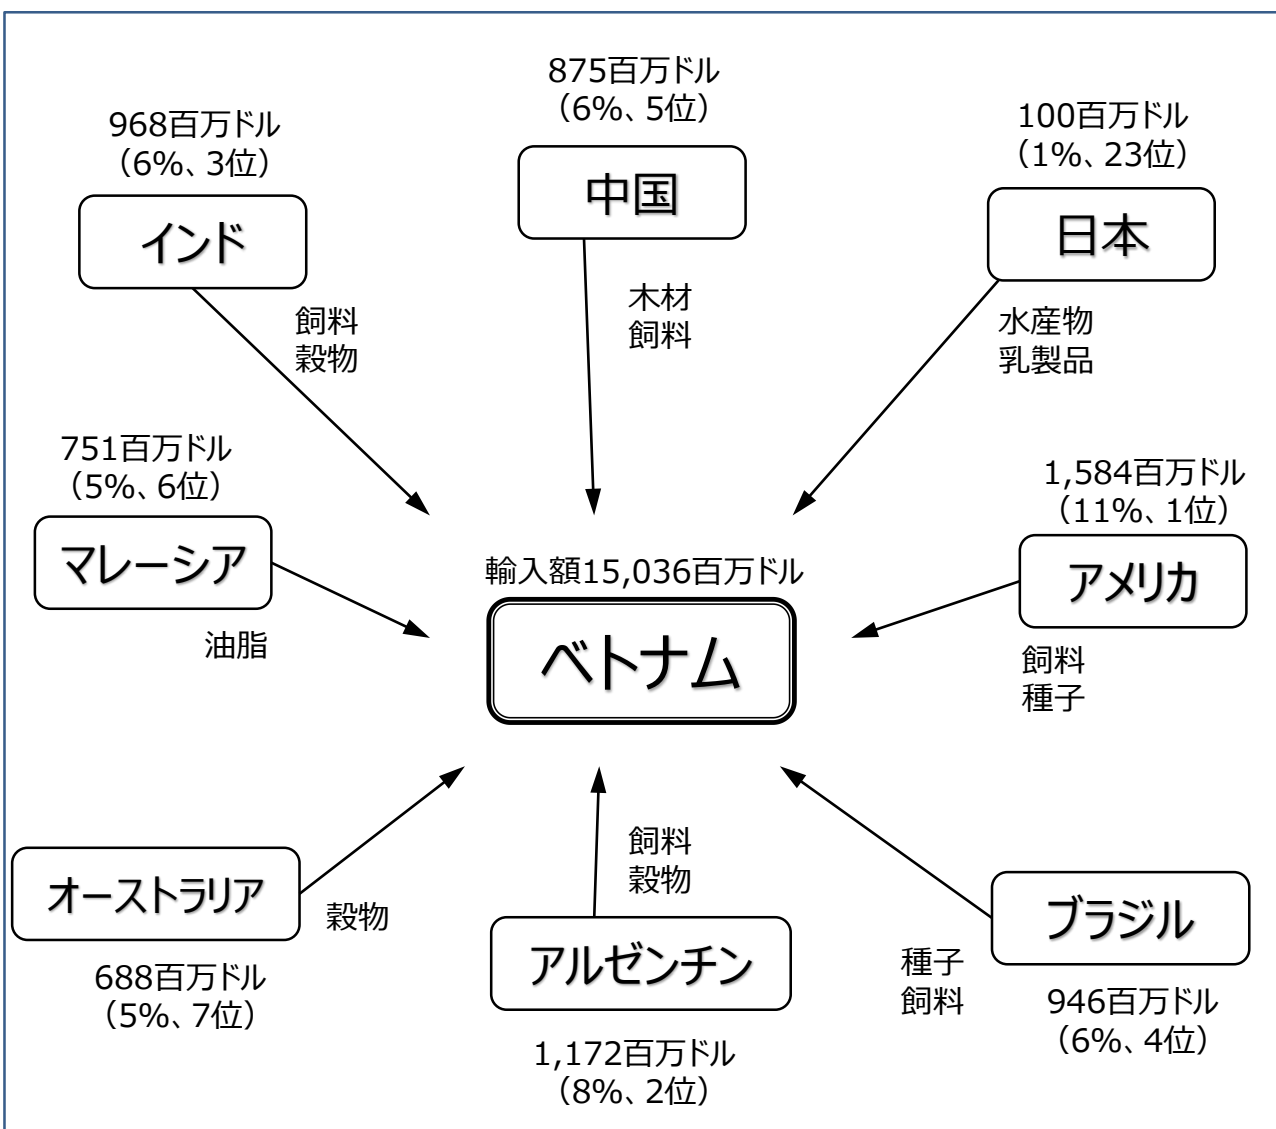 875百万ドル
（6%、5位）
中国
木材
飼料
968百万ドル
（6%、3位）
インド
飼料
穀物
100百万ドル
（1%、23位）
日本
水産物
乳製品
751百万ドル
（5%、6位）
マレーシア
油脂
1,584百万ドル
（11%、1位）
アメリカ
飼料
種子
輸入額15,036百万ドル
ベトナム
オーストラリア
穀物
688百万ドル
（5%、7位）
飼料
穀物
アルゼンチン
1,172百万ドル
（8%、2位）
ブラジル
種子
飼料
946百万ドル
（6%、4位）